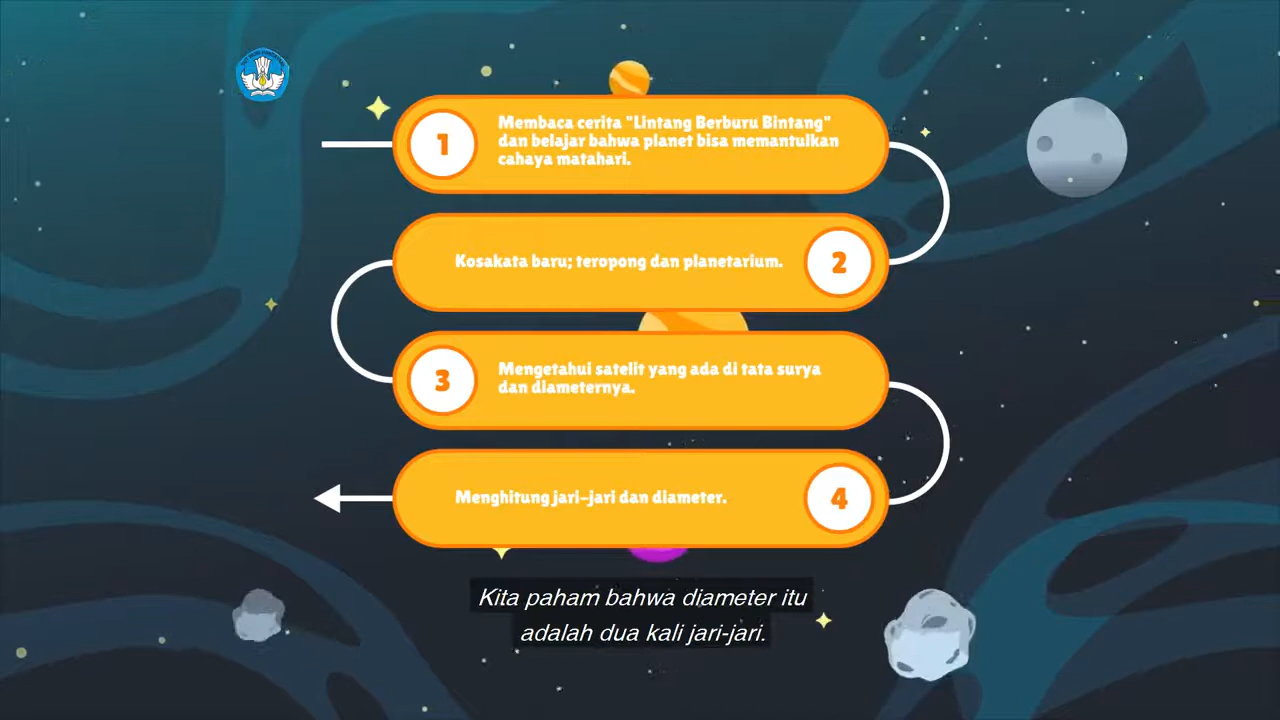 1
Membaca cerita "Lintang Berburu Bintang"
dan belajar bahwa planet bisa memantulkan
cahaya matahari.
Kosakata baru; teropong dan planetarium.
2
3
Mengetahui satelit yang ada di tata surya
dan diameternya.
Menghitung jari-jari dan diameter.
4
Kita paham bahwa diameter itu
adalah dua kali jari-jari.